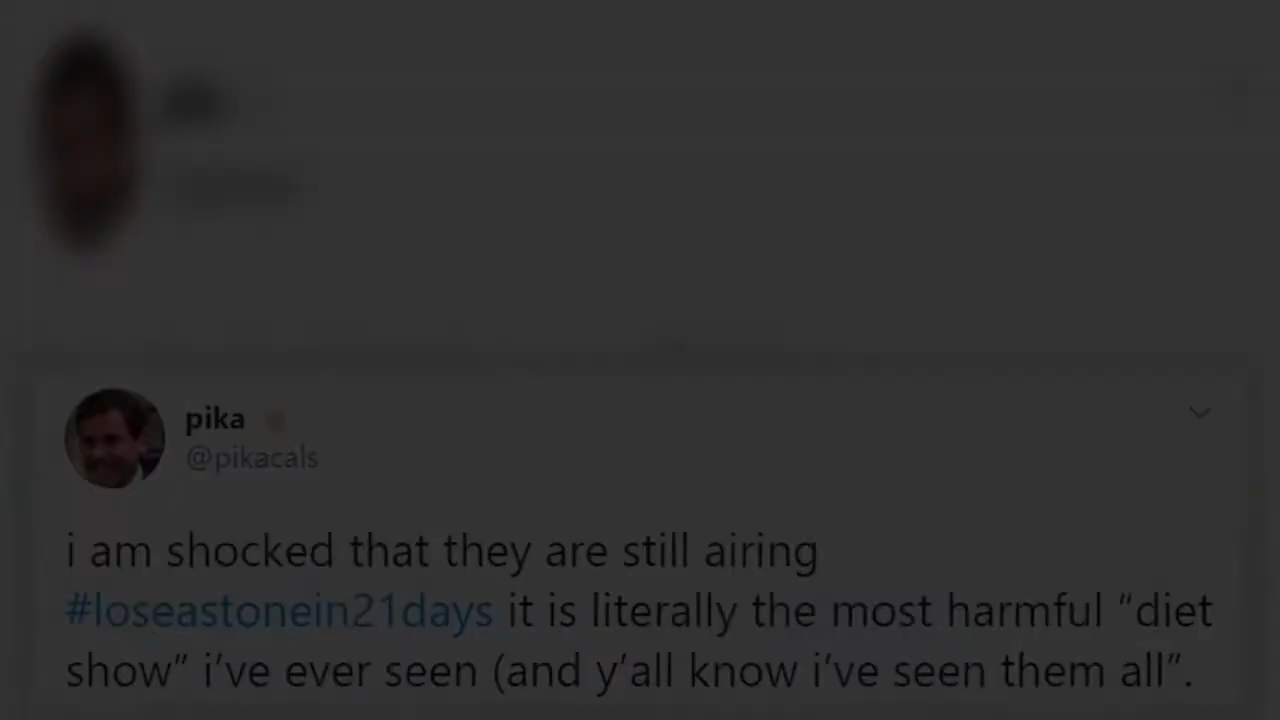 pika
@pikacals
i am shocked that they are still airing
#loseastonein21days it is literally the most harmful “diet
show” i’ve ever seen (and y’all know i’ve seen them all”.